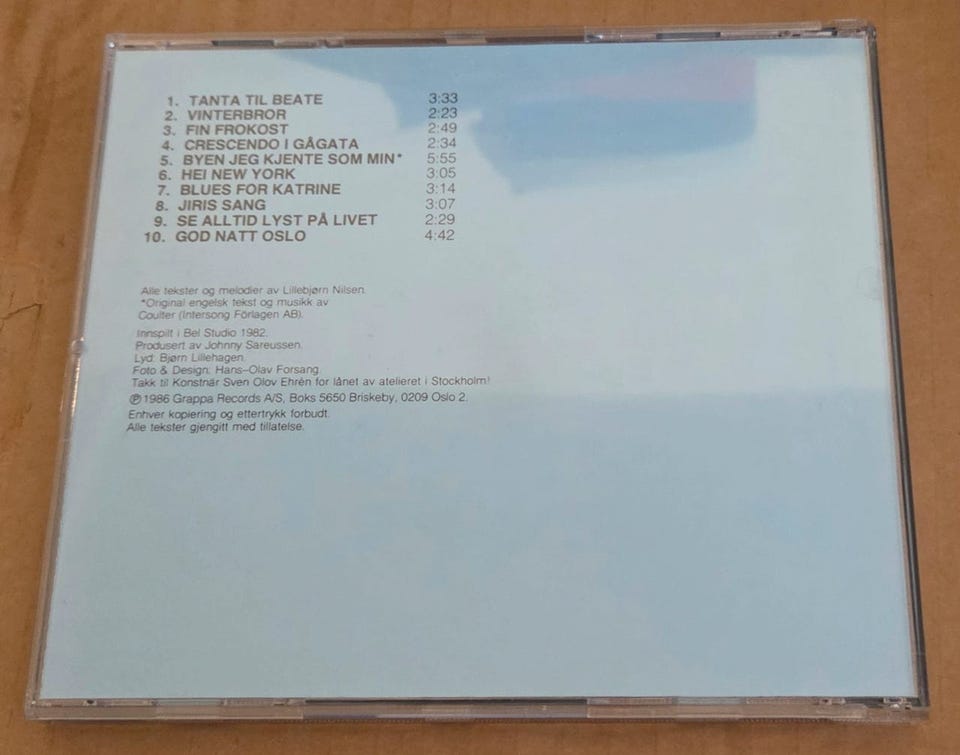 1. TANTA TIL BEATE 3:33
2. VINTERBROR 2:23
3. FIN FROKOST 2:49
4. CRESCENDO I GÅGATA 2:34
5. BYEN JEG KJENTE SOM MIN* 5:55
6. HEI NEW YORK 3:05
7. BLUES FOR KATRINE 3:14
8. JIRIS SANG 3:07
9. SE ALLTID LYST PÅ LIVET 2:29
10. GOD NATT OSLO 4:42
Alle tekster og melodier av Lillebjørn Nilsen.
*Original engelsk tekst og musikk av
Coulter (Intersong Förlagen AB).
Innspilt i Bel Studio 1982.
Produsert av Johnny Sareussen.
Lyd: Bjørn Lillehagen.
Foto & Design: Hans-Olav Forsang.
Takk til Konstnär Sven Olov Ehrèn for lånet av atelieret i Stockholm!
℗ 1986 Grappa Records A/S, Boks 5650 Briskeby, 0209 Oslo 2.
Enhver kopiering og ettertrykk forbudt.
Alle tekster gjengitt med tillatelse.